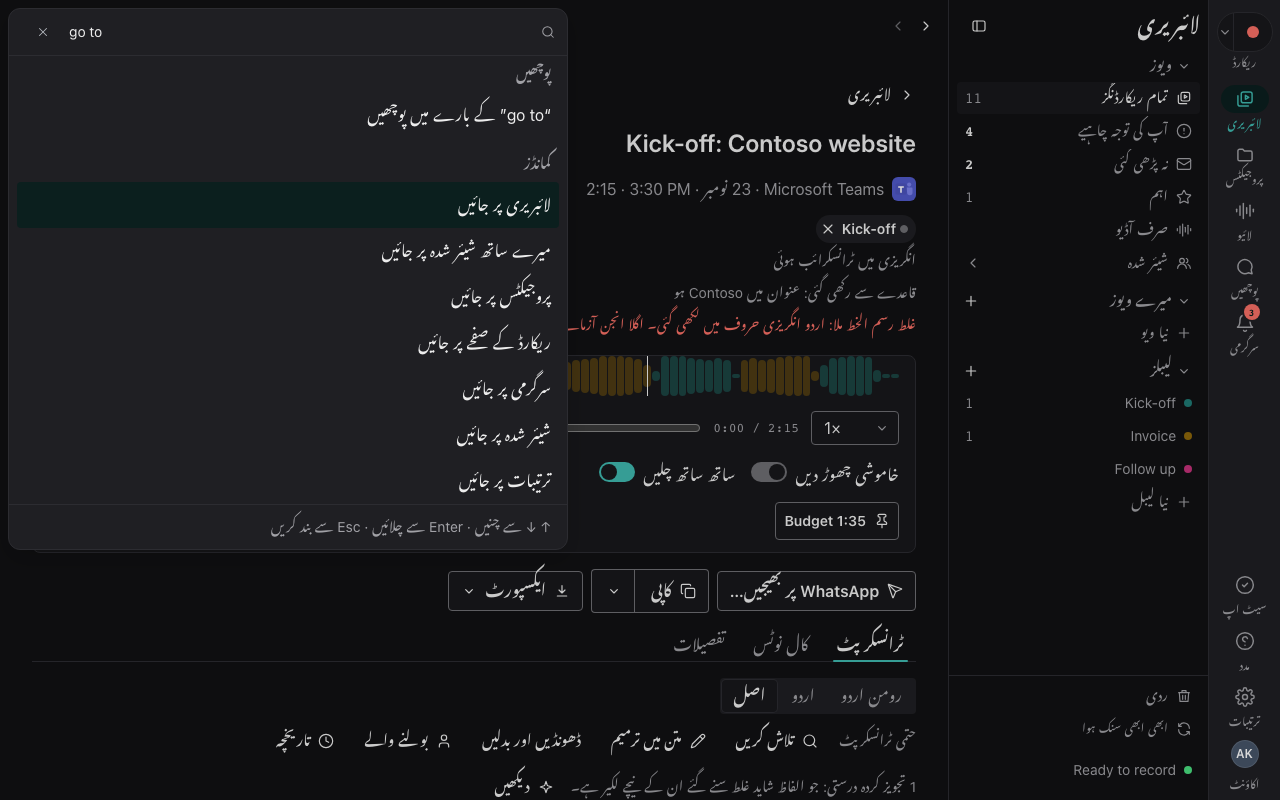 ریکارڈ
لائبریری
پروجیکٹس
لائیو
پوچھیں
3
سرگرمی
سیٹ اپ
مدد
ترتیبات
AK
اکاؤنٹ
لائبریری
ویوز
تمام ریکارڈنگز 11
آپ کی توجہ چاہیے 4
نہ پڑھی گئی 2
اہم 1
صرف آڈیو
شیئر شدہ
میرے ویوز
نیا ویو
لیبلز
Kick-off 1
Invoice 1
Follow up
نیا لیبل
ردی
ابھی ابھی سنک ہوا
Ready to record
لائبریری
Kick-off: Contoso website
Microsoft Teams · 23 نومبر · 3:30 PM · 2:15
Kick-off
انگریزی میں ٹرانسکرائب ہوئی
قاعدے سے رکھی گئی: عنوان میں Contoso ہو
غلط رسم الخط ملا: اردو انگریزی حروف میں لکھی گئی۔ اگلا انجن آزمائے
1x
0:00 / 2:15
خاموشی چھوڑ دیں
ساتھ ساتھ چلیں
Budget 1:35
WhatsApp پر بھیجیں...
کاپی
ایکسپورٹ
ٹرانسکرپٹ
کال نوٹس
تفصیلات
رومن اردو
اردو
اصل
حتمی ٹرانسکرپٹ
تلاش کریں
متن میں ترمیم
ڈھونڈیں اور بدلیں
بولنے والے
تاریخچہ
1 تجویز کردہ درستی: جو الفاظ شاید غلط سنے گئے ان کے نیچے لکیر ہے۔
دیکھیں
go to
پوچھیں
"go to" کے بارے میں پوچھیں
کمانڈز
لائبریری پر جائیں
میرے ساتھ شیئر شدہ پر جائیں
پروجیکٹس پر جائیں
ریکارڈ کے صفحے پر جائیں
سرگرمی پر جائیں
شیئر شدہ پر جائیں
ترتیبات پر جائیں
↑ ↓ سے چنیں · Enter سے چلائیں · Esc سے بند کریں